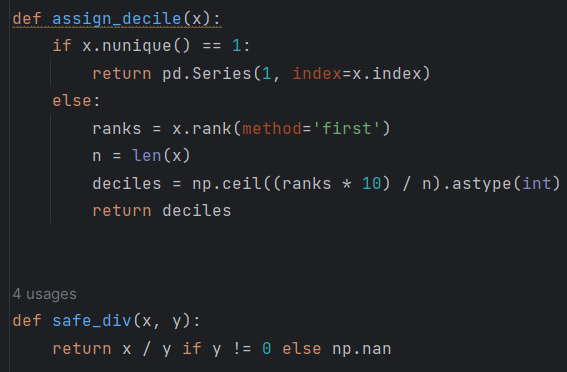 def assign_decile(x):
    if x.nunique() == 1:
        return pd.Series(1, index=x.index)
    else:
        ranks = x.rank(method='first')
        n = len(x)
        deciles = np.ceil((ranks * 10) / n).astype(int)
        return deciles
4 usages
def safe_div(x, y):
    return x / y if y != 0 else np.nan